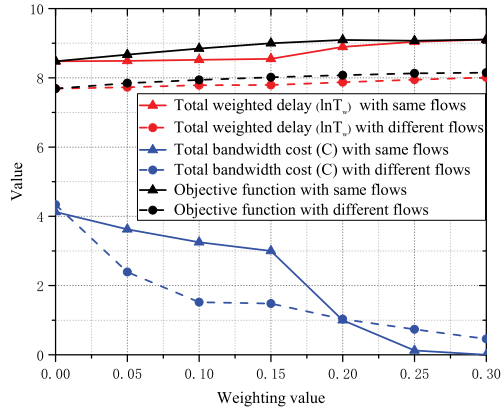 10
8
6
4
2
0
Value
Total weighted delay (lnTw) with same flows
Total weighted delay (lnTw) with different flows
Total bandwidth cost (C) with same flows
Total bandwidth cost (C) with different flows
Objective function with same flows
Objective function with different flows
0.00 0.05 0.10 0.15 0.20 0.25 0.30
Weighting value